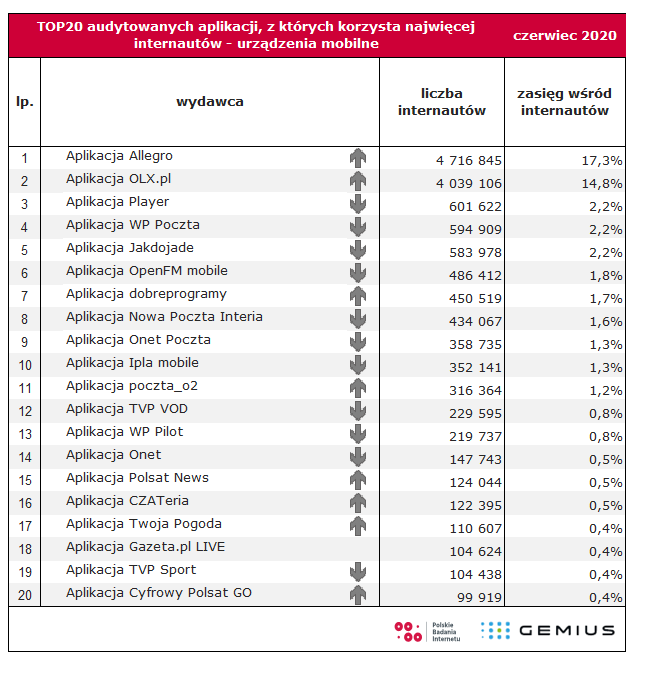 TOP20 audytowanych aplikacji, z których korzysta najwięcej
internautów - urządzenia mobilne
czerwiec 2020
lp. wydawca liczba internautów zasięg wśród internautów
1 Aplikacja Allegro 4 716 845 17,3%
2 Aplikacja OLX.pl 4 039 106 14,8%
3 Aplikacja Player 601 622 2,2%
4 Aplikacja WP Poczta 594 909 2,2%
5 Aplikacja Jakdojade 583 978 2,2%
6 Aplikacja OpenFM mobile 486 412 1,8%
7 Aplikacja dobreprogramy 450 519 1,7%
8 Aplikacja Nowa Poczta Interia 434 067 1,6%
9 Aplikacja Onet Poczta 358 735 1,3%
10 Aplikacja Ipla mobile 352 141 1,3%
11 Aplikacja poczta_o2 316 364 1,2%
12 Aplikacja TVP VOD 229 595 0,8%
13 Aplikacja WP Pilot 219 737 0,8%
14 Aplikacja Onet 147 743 0,5%
15 Aplikacja Polsat News 124 044 0,5%
16 Aplikacja CZATeria 122 395 0,5%
17 Aplikacja Twoja Pogoda 110 607 0,4%
18 Aplikacja Gazeta.pl LIVE 104 624 0,4%
19 Aplikacja TVP Sport 104 438 0,4%
20 Aplikacja Cyfrowy Polsat GO 99 919 0,4%
Polskie
Badania
Internetu
GEMIUS